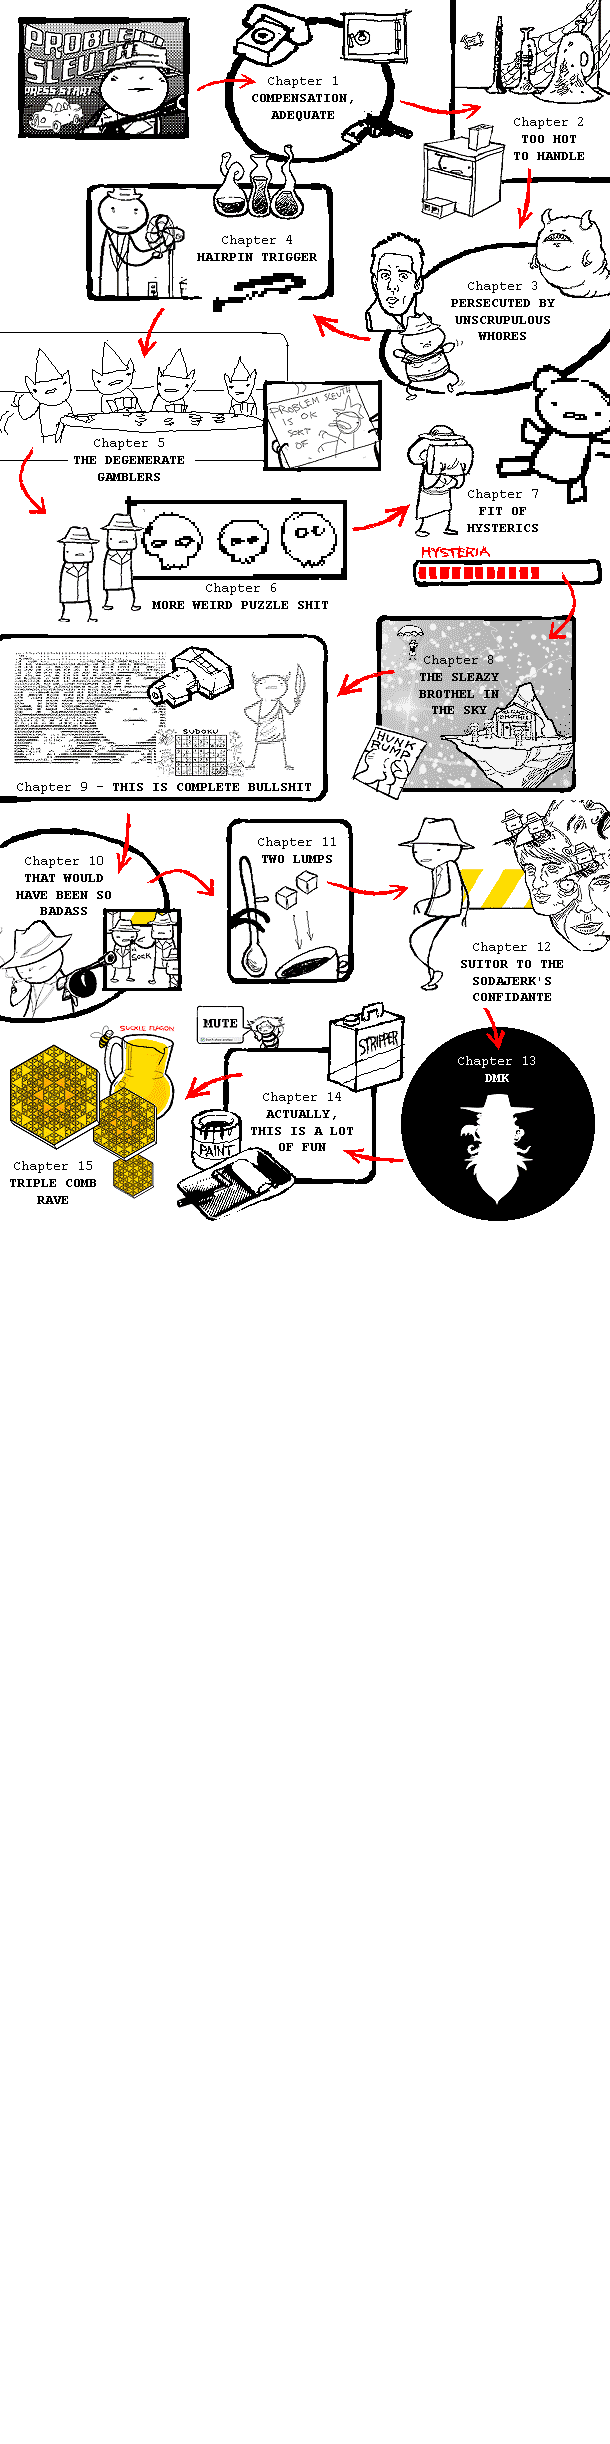 PROBLEM
SLEUTH
PRESS START
Chapter 1
COMPENSATION,
ADEQUATE
Chapter 2
TOO HOT
TO HANDLE
Chapter 3
PERSECUTED BY
UNSCRUPULOUS
WHORES
Chapter 4
HAIRPIN TRIGGER
Chapter 5
THE DEGENERATE
GAMBLERS
PROBLEM SLEUTH
IS OK
SORT
OF
Chapter 6
MORE WEIRD PUZZLE SHIT
Chapter 7
FIT OF
HYSTERICS
HYSTERIA
Chapter 8
THE SLEAZY
BROTHEL IN
THE SKY
HUNK
RUMP
PROBLEM
SLEUTH
SUDOKU
Chapter 9 - THIS IS COMPLETE BULLSHIT
Chapter 10
THAT WOULD
HAVE BEEN SO
BADASS
SOCK
Chapter 11
TWO LUMPS
Chapter 12
SUITOR TO THE
SODAJERK'S
CONFIDANTE
Chapter 13
DMK
MUTE
STRIPPER
Chapter 14
ACTUALLY,
THIS IS A LOT
OF FUN
PAINT
Chapter 15
TRIPLE COMB
RAVE